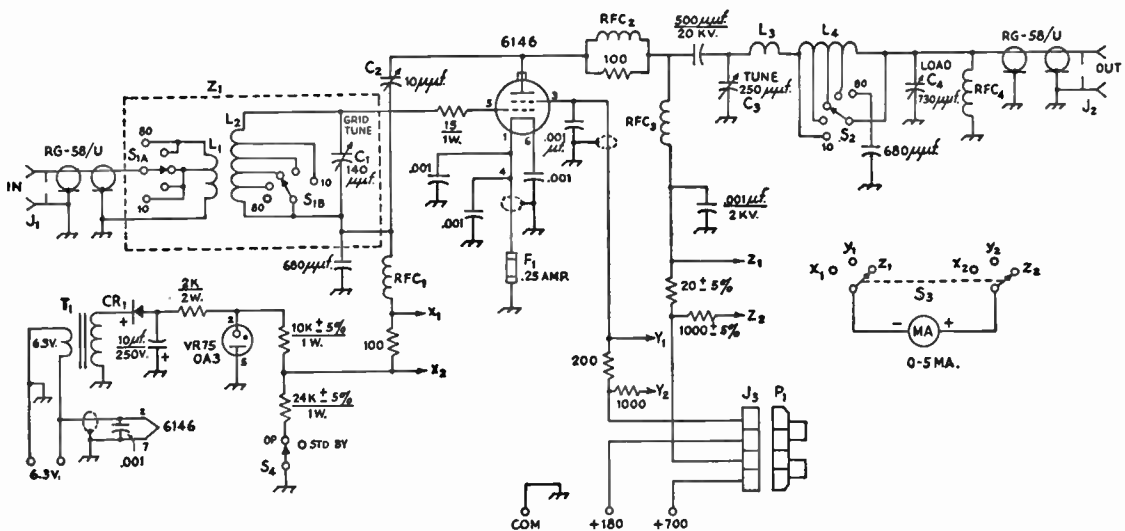 RFC2
500μμf.
20 KV.
L3
L4
RG-58/U
6146
100
C2
10μμf.
TUNE
250μμf.
C3
80
LOAD
C4
730μμf.
RFC4
OUT
J2
Z1
L2
GRID
TUNE
C1
140
μμf.
15
1W.
5
3
1
6
.001
μf.
RFC3
S2
10
680μμf.
RG-58/U
80
S1A
L1
10
80
10
S1B
IN
J1
.001
4
.001
.001
.001μf.
2KV.
680μμf.
RFC1
F1
.25 AMP.
Z1
20 ± 5%
Z2
1000 ± 5%
X1
Y1
Z1
X2
Y2
Z2
S3
- MA +
0-5 MA.
T1
CR1
2K
2W.
6.3V.
+
10μf.
250V.
+
2
VR75
0A3
5
10K ± 5%
1W.
X1
100
X2
24K ± 5%
1W.
200
Y1
1000
Y2
J3
P1
2
6146
7
.001
6.3V.
OP
STD BY
S4
COM
+180
+700